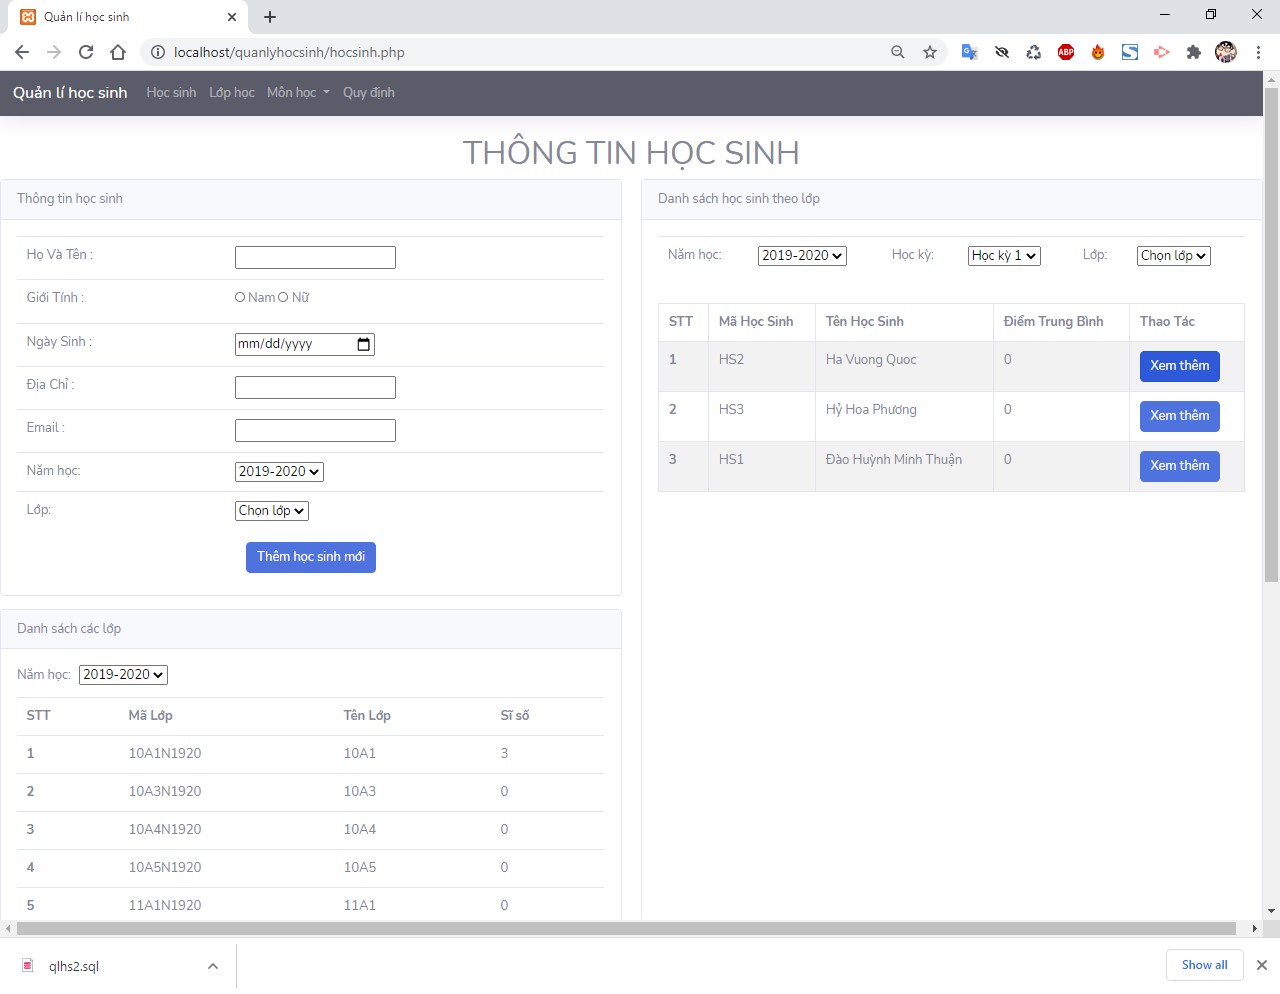 Quản lí học sinh
localhost/quanlyhocsinh/hocsinh.php
ABP
Quản lí học sinh Học sinh Lớp học Môn học Quy định
THÔNG TIN HỌC SINH
Thông tin học sinh
Họ Và Tên :
Giới Tính : Nam Nữ
Ngày Sinh : mm/dd/yyyy
Địa Chỉ :
Email :
Năm học: 2019-2020
Lớp: Chọn lớp
Thêm học sinh mới
Danh sách các lớp
Năm học: 2019-2020
STT Mã Lớp Tên Lớp Sĩ số
1 10A1N1920 10A1 3
2 10A3N1920 10A3 0
3 10A4N1920 10A4 0
4 10A5N1920 10A5 0
5 11A1N1920 11A1 0
Danh sách học sinh theo lớp
Năm học: 2019-2020 Học kỳ: Học kỳ 1 Lớp: Chọn lớp
STT Mã Học Sinh Tên Học Sinh Điểm Trung Bình Thao Tác
1 HS2 Ha Vuong Quoc 0 Xem thêm
2 HS3 Hỷ Hoa Phương 0 Xem thêm
3 HS1 Đào Huỳnh Minh Thuận 0 Xem thêm
qlhs2.sql
Show all